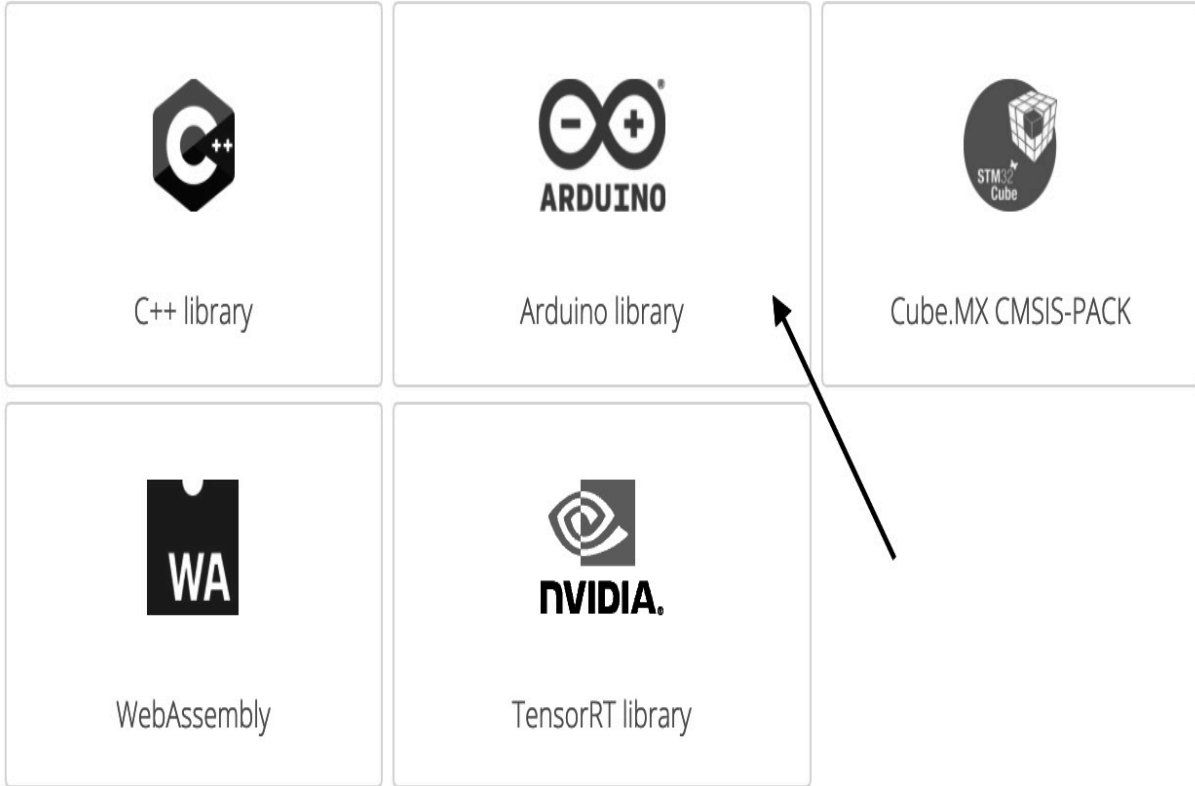 C++
C++ library
ARDUINO
Arduino library
STM32
Cube
Cube.MX CMSIS-PACK
WA
WebAssembly
NVIDIA.
TensorRT library